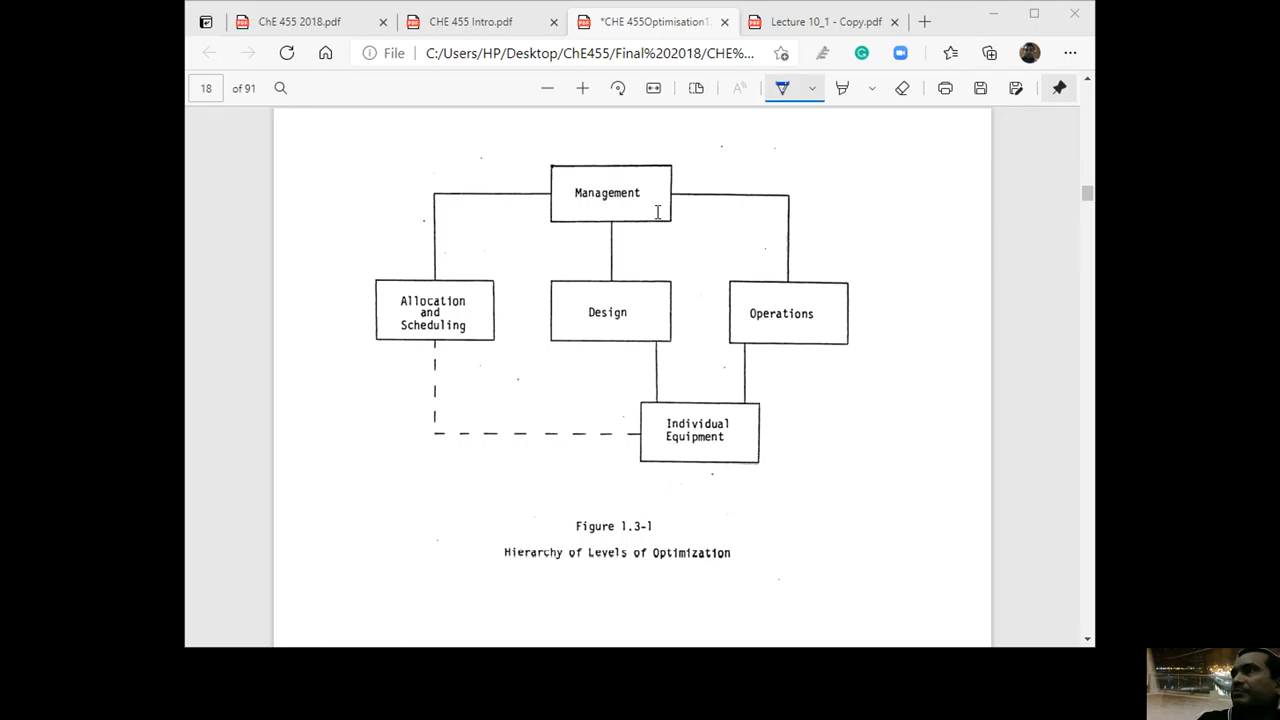 ChE 455 2018.pdf
CHE 455 Intro.pdf
*CHE 455Optimisation1.
Lecture 10_1 - Copy.pdf
File
C:/Users/HP/Desktop/ChE455/Final%202018/CHE%...
18
of 91
Management
Allocation
and
Scheduling
Design
Operations
Individual
Equipment
Figure 1.3-1
Hierarchy of Levels of Optimization